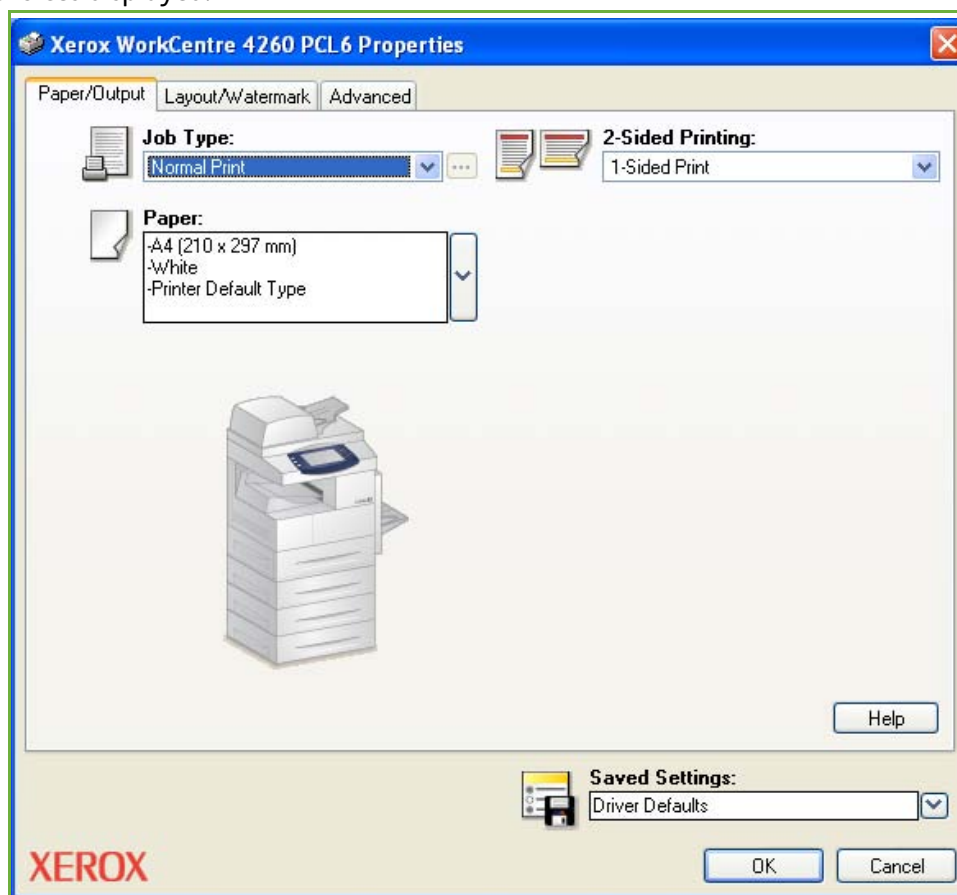 Xerox WorkCentre 4260 PCL6 Properties
Paper/Output Layout/Watermark Advanced
Job Type:
Normal Print
2-Sided Printing:
1-Sided Print
Paper:
-A4 (210 x 297 mm)
-White
-Printer Default Type
Help
Saved Settings:
Driver Defaults
XEROX
OK Cancel